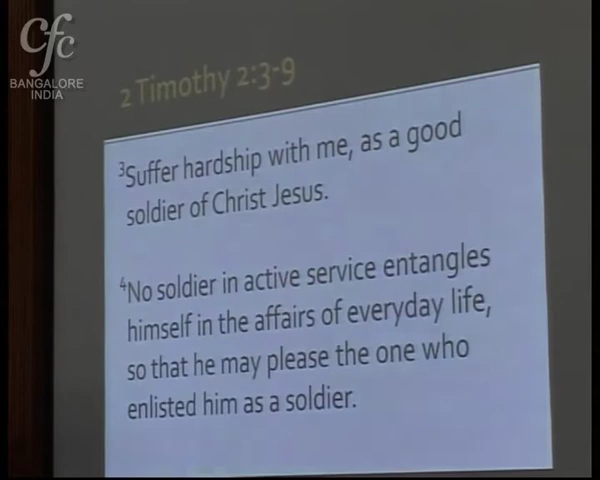 cfc
BANGALORE
INDIA
2 Timothy 2:3-9
³Suffer hardship with me, as a good
soldier of Christ Jesus.
⁴No soldier in active service entangles
himself in the affairs of everyday life,
so that he may please the one who
enlisted him as a soldier.